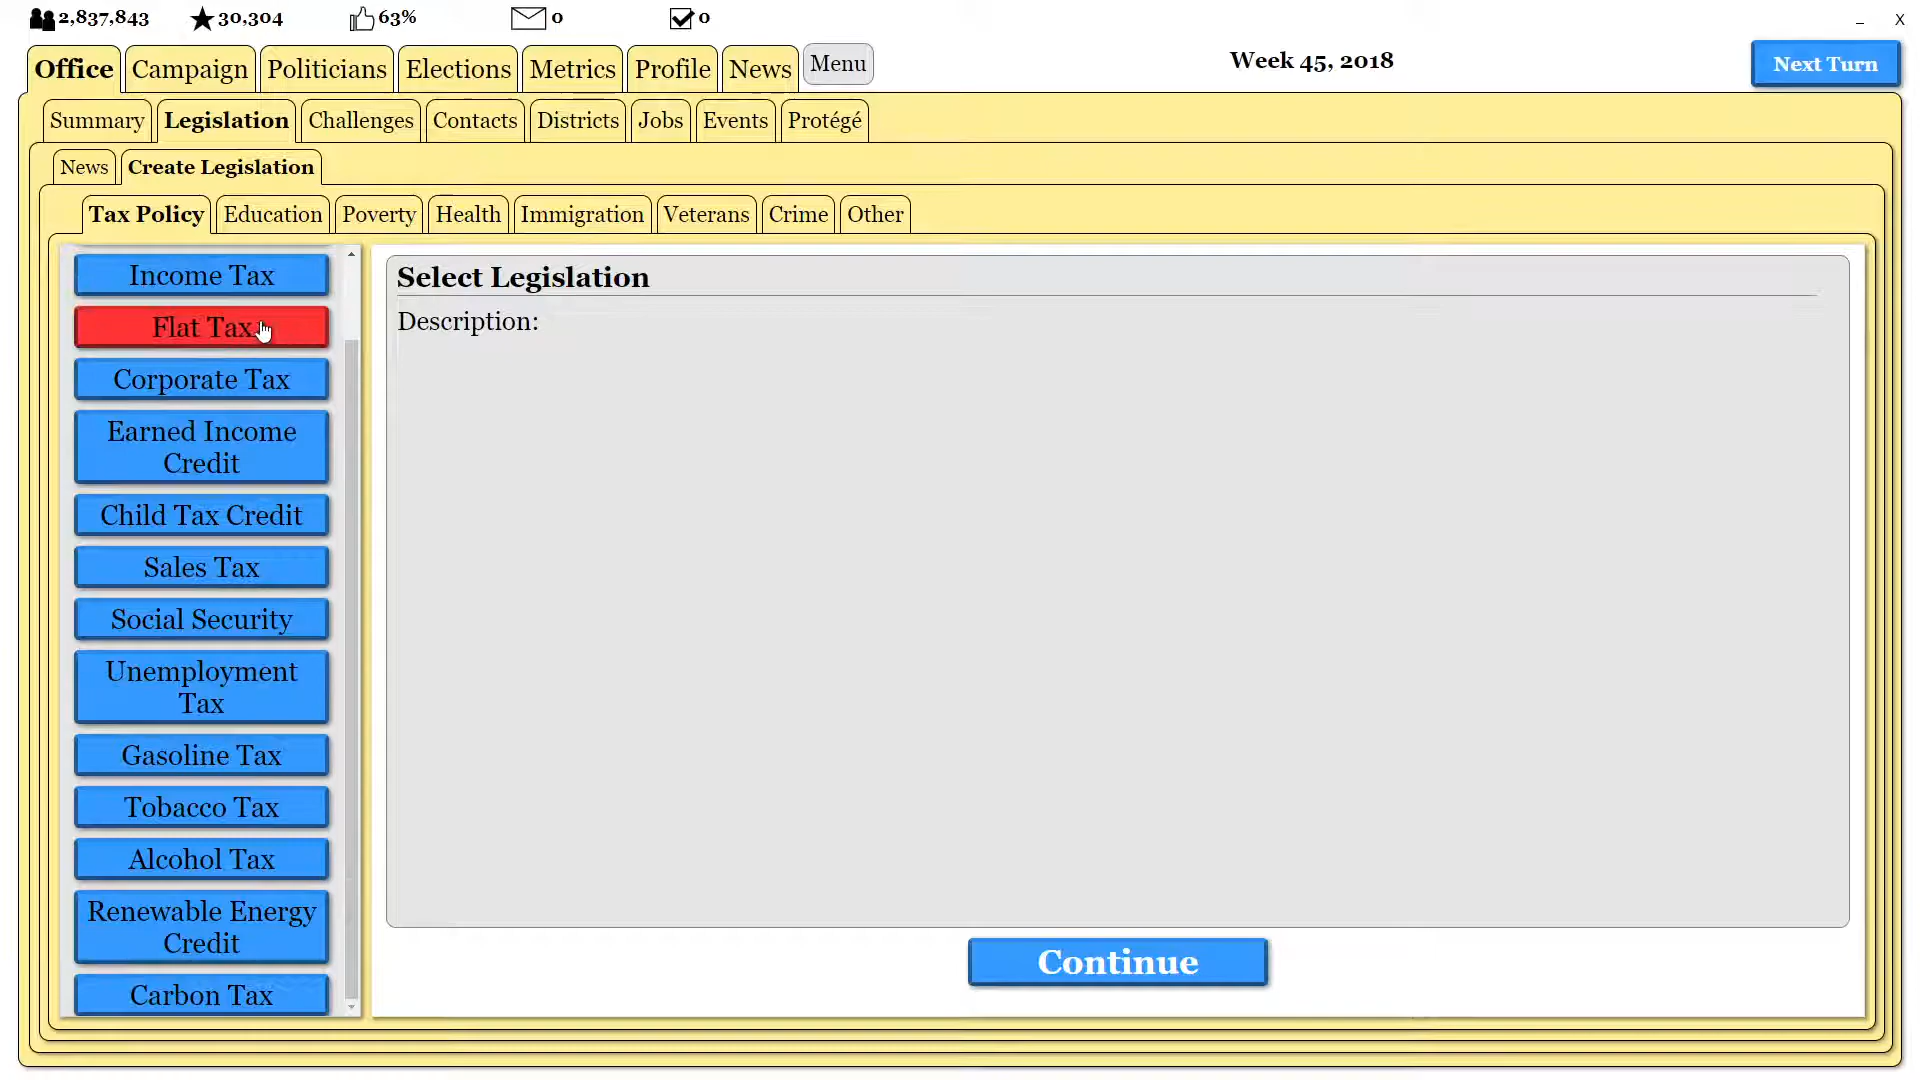 2,837,843 30,304 63% 0 0
_ X
Office Campaign Politicians Elections Metrics Profile News Menu
Week 45, 2018
Next Turn
Summary Legislation Challenges Contacts Districts Jobs Events Protégé
News Create Legislation
Tax Policy Education Poverty Health Immigration Veterans Crime Other
Income Tax
Flat Tax
Corporate Tax
Earned Income
Credit
Child Tax Credit
Sales Tax
Social Security
Unemployment
Tax
Gasoline Tax
Tobacco Tax
Alcohol Tax
Renewable Energy
Credit
Carbon Tax
Select Legislation
Description:
Continue